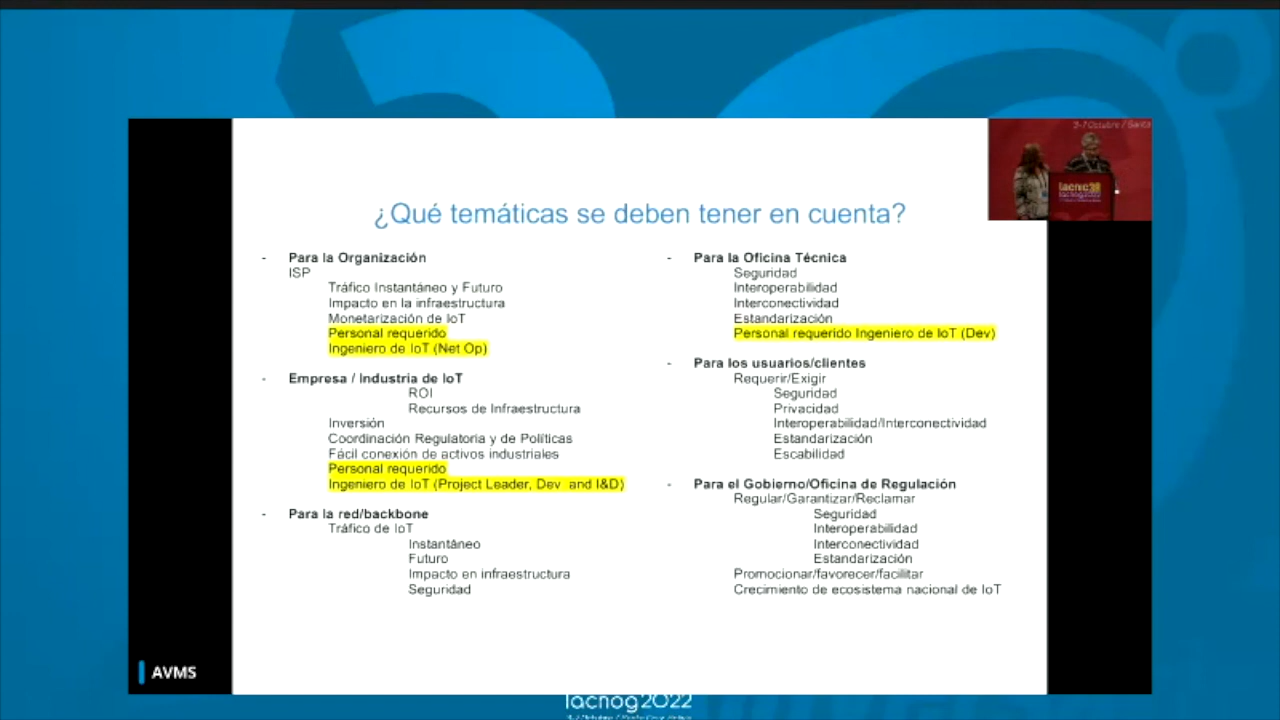 ¿Qué temáticas se deben tener en cuenta?
- Para la Organización
ISP
Tráfico Instantáneo y Futuro
Impacto en la infraestructura
Monetarización de IoT
Personal requerido
Ingeniero de IoT (Net Op)
- Empresa / Industria de IoT
ROI
Recursos de Infraestructura
Inversión
Coordinación Regulatoria y de Políticas
Fácil conexión de activos industriales
Personal requerido
Ingeniero de IoT (Project Leader, Dev and I&D)
- Para la red/backbone
Tráfico de IoT
Instantáneo
Futuro
Impacto en infraestructura
Seguridad
- Para la Oficina Técnica
Seguridad
Interoperabilidad
Interconectividad
Estandarización
Personal requerido Ingeniero de IoT (Dev)
- Para los usuarios/clientes
Requerir/Exigir
Seguridad
Privacidad
Interoperabilidad/Interconectividad
Estandarización
Escabilidad
- Para el Gobierno/Oficina de Regulación
Regular/Garantizar/Reclamar
Seguridad
Interoperabilidad
Interconectividad
Estandarización
Promocionar/favorecer/facilitar
Crecimiento de ecosistema nacional de IoT
3-7 Octubre / Santa
lacnic38
lacnog2022
AVMS
lacnog2022